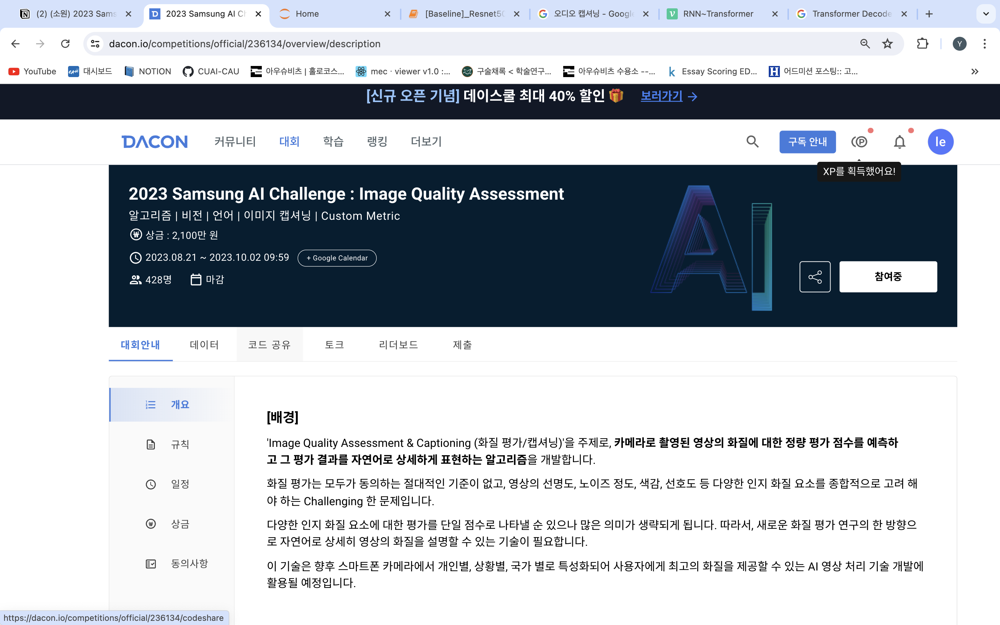 (2) (소원) 2023 Sams
2023 Samsung AI Ch
Home
[Baseline]_Resnet50
오디오 캡셔닝 - Google
RNN~Transformer
Transformer Decode
dacon.io/competitions/official/236134/overview/description
Y
YouTube
대시보드
NOTION
CUAI-CAU
아우슈비츠 | 홀로코스...
mec · viewer v1.0 :...
구술채록 < 학술연구...
아우슈비츠 수용소 --...
Essay Scoring ED...
어드미션 포스팅:: 고...
[신규 오픈 기념] 데이스쿨 최대 40% 할인 🎁 보러가기 →
DACON
커뮤니티
대회
학습
랭킹
더보기
구독 안내
le
XP를 획득했어요!
2023 Samsung AI Challenge : Image Quality Assessment
알고리즘 | 비전 | 언어 | 이미지 캡셔닝 | Custom Metric
상금 : 2,100만 원
2023.08.21 ~ 2023.10.02 09:59
+ Google Calendar
428명
마감
AI
참여중
대회안내
데이터
코드 공유
토크
리더보드
제출
개요
규칙
일정
상금
동의사항
[배경]
'Image Quality Assessment & Captioning (화질 평가/캡셔닝)'을 주제로, 카메라로 촬영된 영상의 화질에 대한 정량 평가 점수를 예측하
고 그 평가 결과를 자연어로 상세하게 표현하는 알고리즘을 개발합니다.
화질 평가는 모두가 동의하는 절대적인 기준이 없고, 영상의 선명도, 노이즈 정도, 색감, 선호도 등 다양한 인지 화질 요소를 종합적으로 고려 해
야 하는 Challenging 한 문제입니다.
다양한 인지 화질 요소에 대한 평가를 단일 점수로 나타낼 순 있으나 많은 의미가 생략되게 됩니다. 따라서, 새로운 화질 평가 연구의 한 방향으
로 자연어로 상세히 영상의 화질을 설명할 수 있는 기술이 필요합니다.
이 기술은 향후 스마트폰 카메라에서 개인별, 상황별, 국가 별로 특성화되어 사용자에게 최고의 화질을 제공할 수 있는 AI 영상 처리 기술 개발에
활용될 예정입니다.
https://dacon.io/competitions/official/236134/codeshare